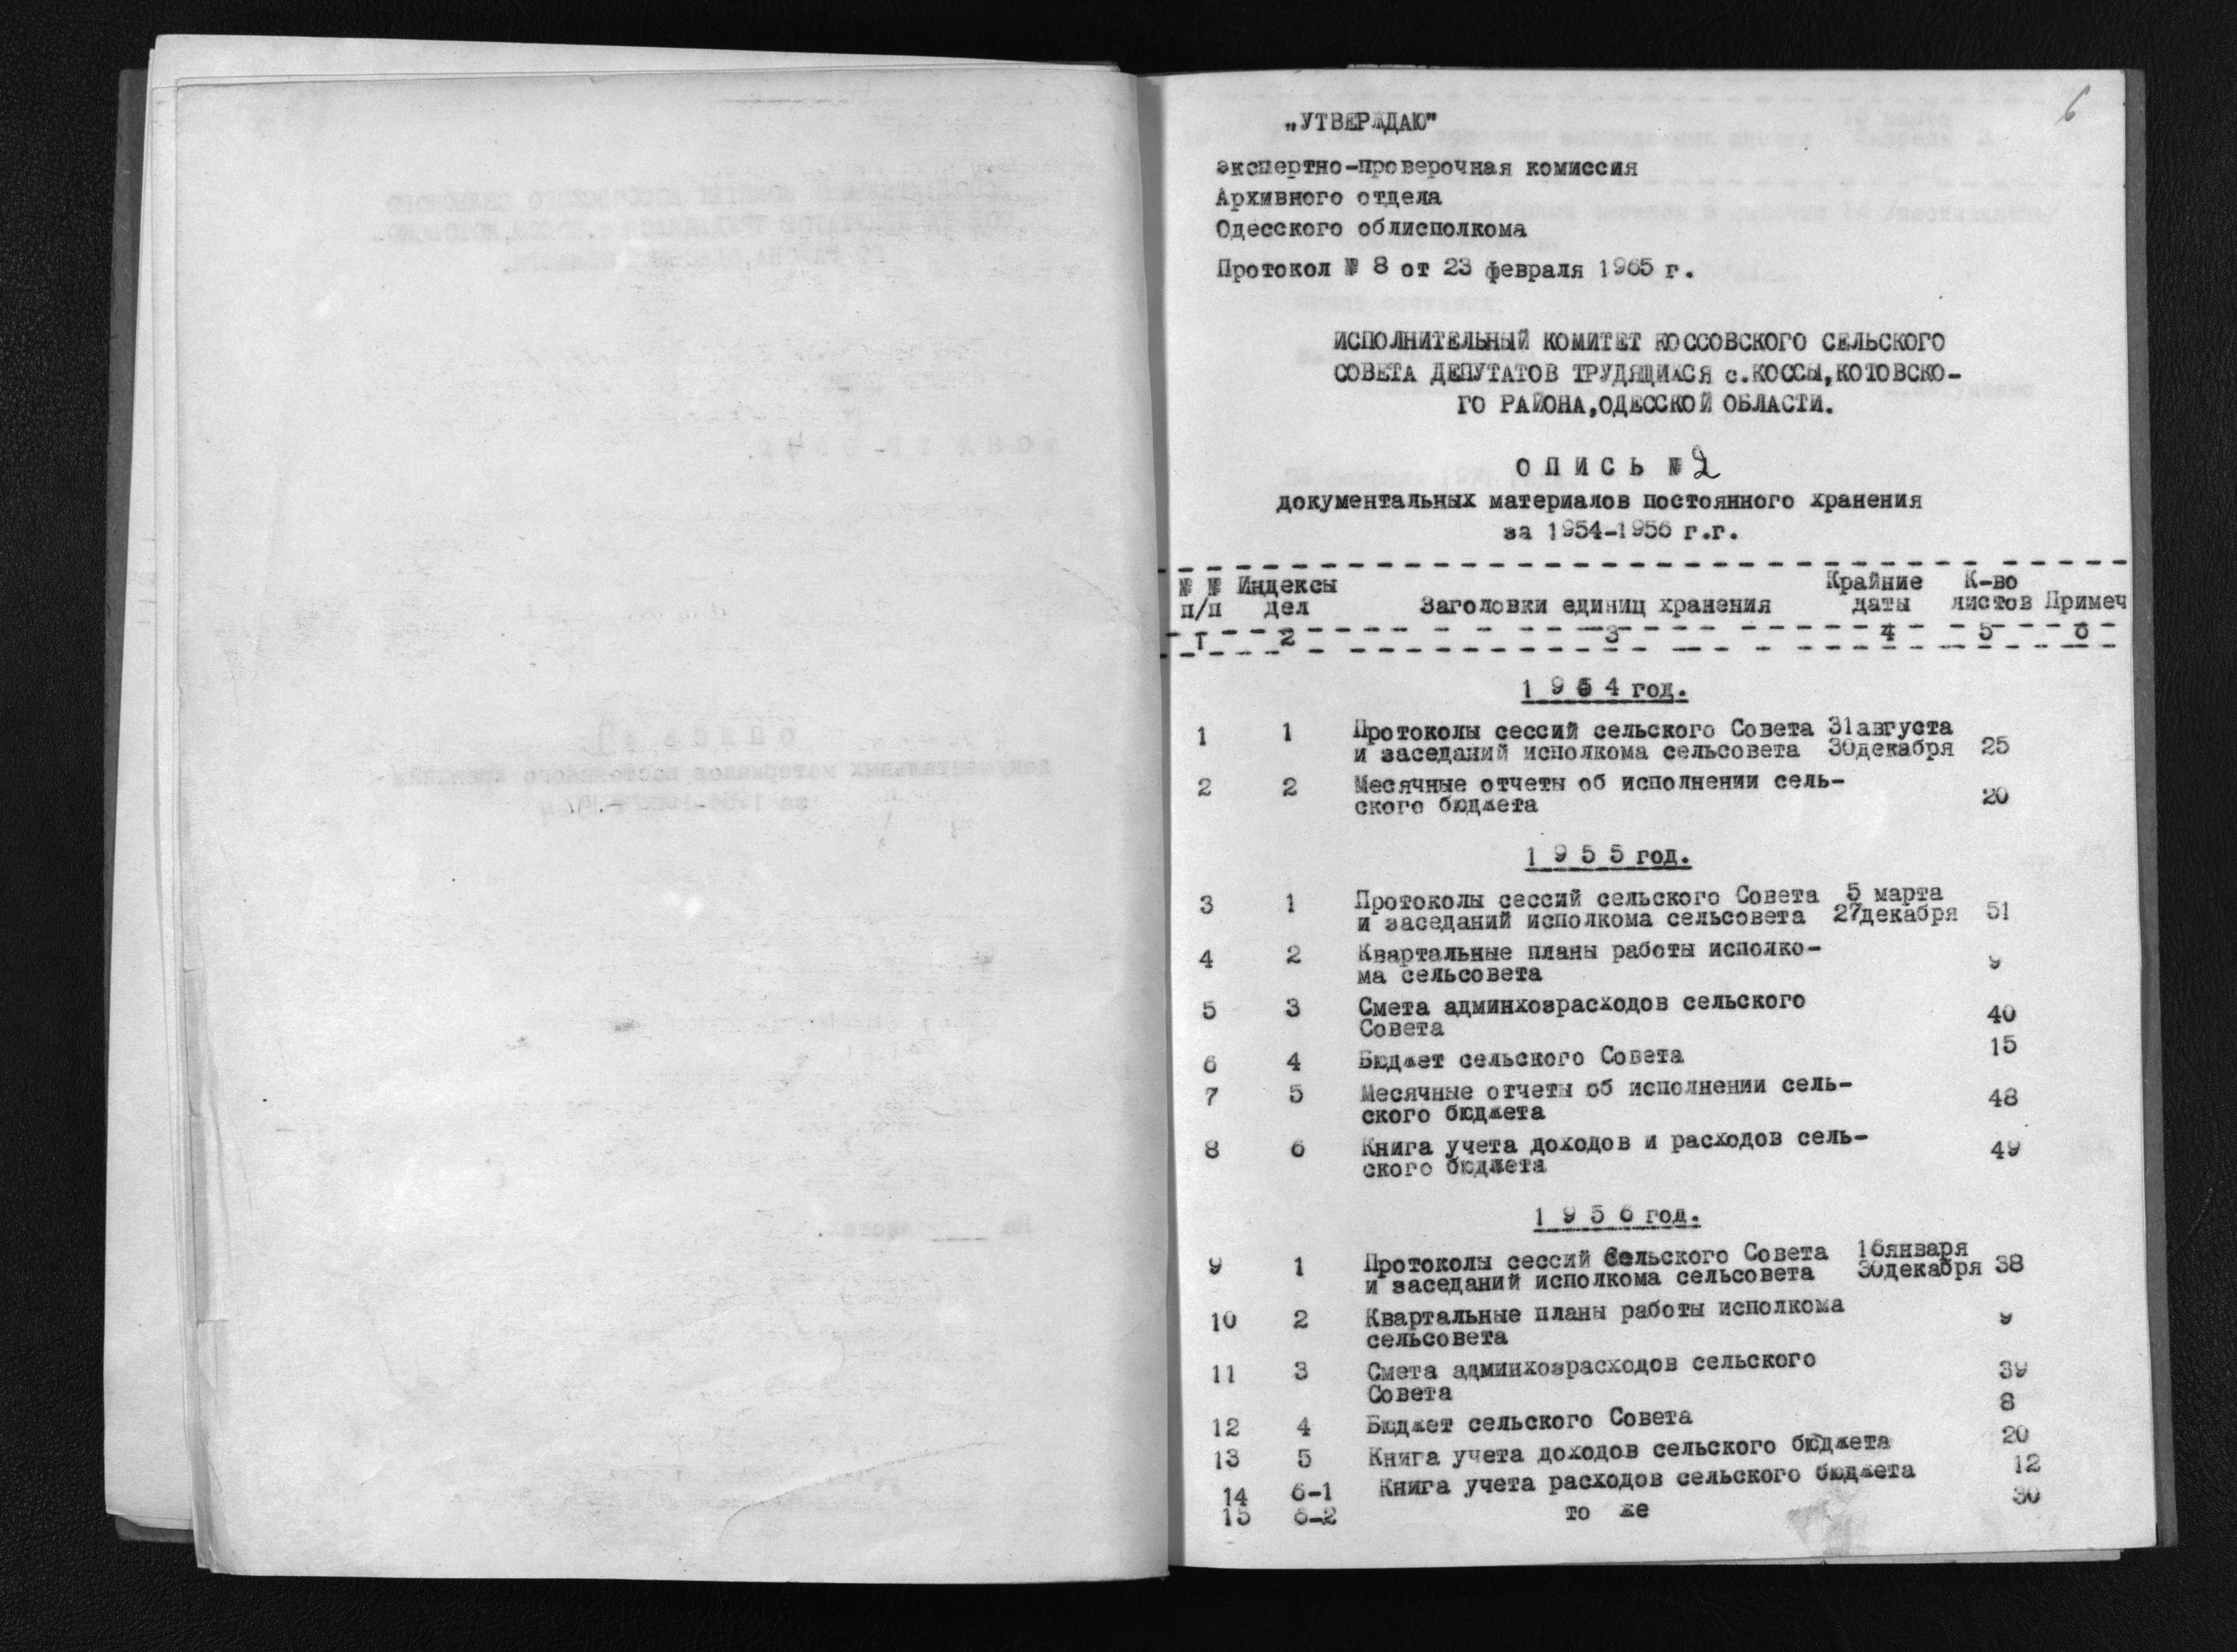 6
„УТВЕРЖДАЮ"
экспертно-проверочная комиссия
Архивного отдела
Одесского облисполкома
Протокол № 8 от 23 февраля 1965 г.
ИСПОЛНИТЕЛЬНЫЙ КОМИТЕТ КОССОВСКОГО СЕЛЬСКОГО
СОВЕТА ДЕПУТАТОВ ТРУДЯЩИХСЯ с.КОССЫ,КОТОВСКО-
ГО РАЙОНА,ОДЕССКОЙ ОБЛАСТИ.
О П И С Ь № 2
документальных материалов постоянного хранения
за 1954-1956 г.г.
№ № Индексы Крайние К-во
п/п дел Заголовки единиц хранения даты листов Примеч
1 2 3 4 5 6
1 9 5 4 год.
1 1 Протоколы сессий сельского Совета 31августа
и заседаний исполкома сельсовета 30декабря 25
2 2 Месячные отчеты об исполнении сель-
ского бюджета 20
1 9 5 5 год.
3 1 Протоколы сессий сельского Совета 5 марта
и заседаний исполкома сельсовета 27декабря 51
4 2 Квартальные планы работы исполко-
ма сельсовета 9
5 3 Смета админхозрасходов сельского
Совета 40
6 4 Бюджет сельского Совета 15
7 5 Месячные отчеты об исполнении сель-
ского бюджета 48
8 6 Книга учета доходов и расходов сель-
ского бюджета 49
1 9 5 6 год.
9 1 Протоколы сессий Сельского Совета 16января
и заседаний исполкома сельсовета 30декабря 38
10 2 Квартальные планы работы исполкома
сельсовета 9
11 3 Смета админхозрасходов сельского
Совета 39
12 4 Бюджет сельского Совета 8
13 5 Книга учета доходов сельского бюджета 20
14 6-1 Книга учета расходов сельского бюджета 12
15 6-2 то же 30